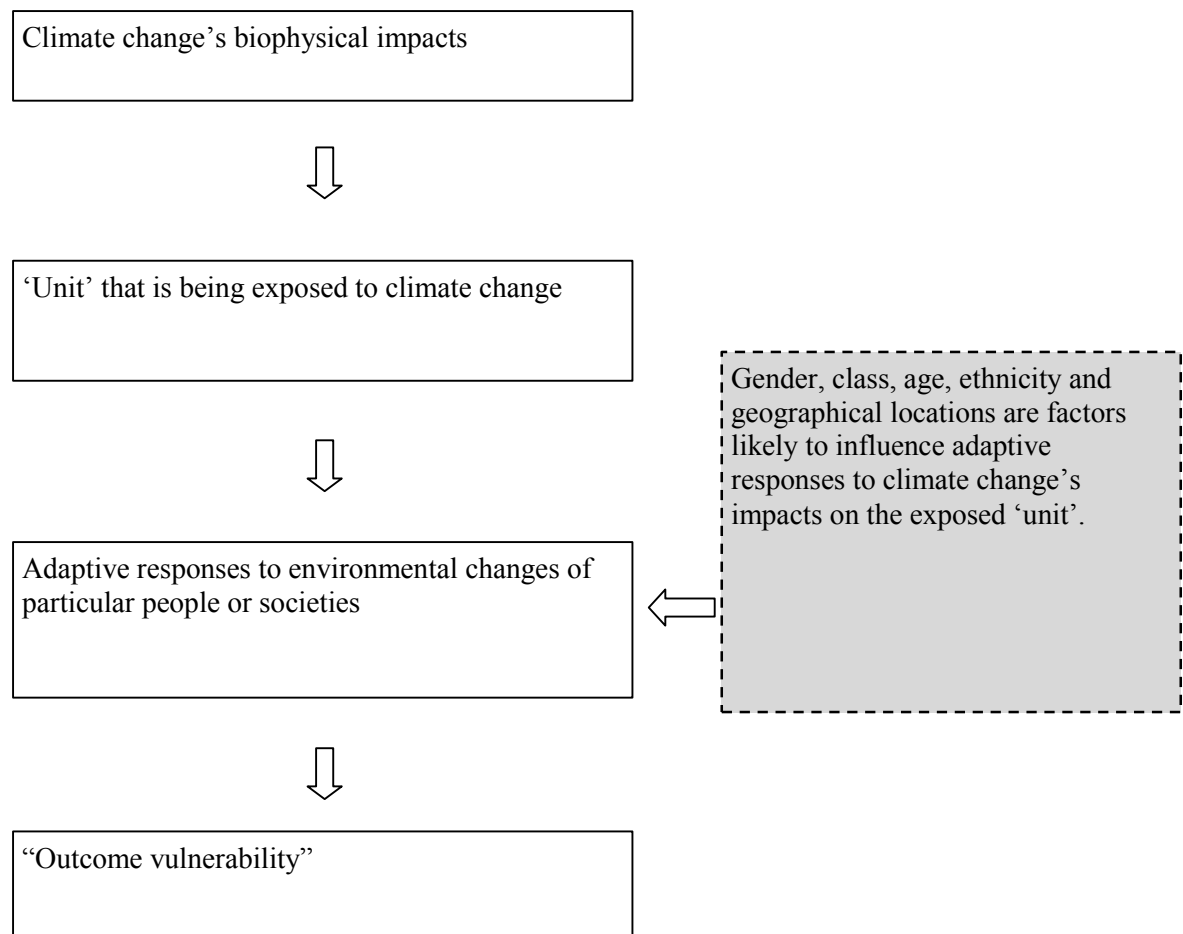 Climate change’s biophysical impacts
‘Unit’ that is being exposed to climate change
Gender, class, age, ethnicity and
geographical locations are factors
likely to influence adaptive
responses to climate change’s
impacts on the exposed ‘unit’.
Adaptive responses to environmental changes of
particular people or societies
“Outcome vulnerability”